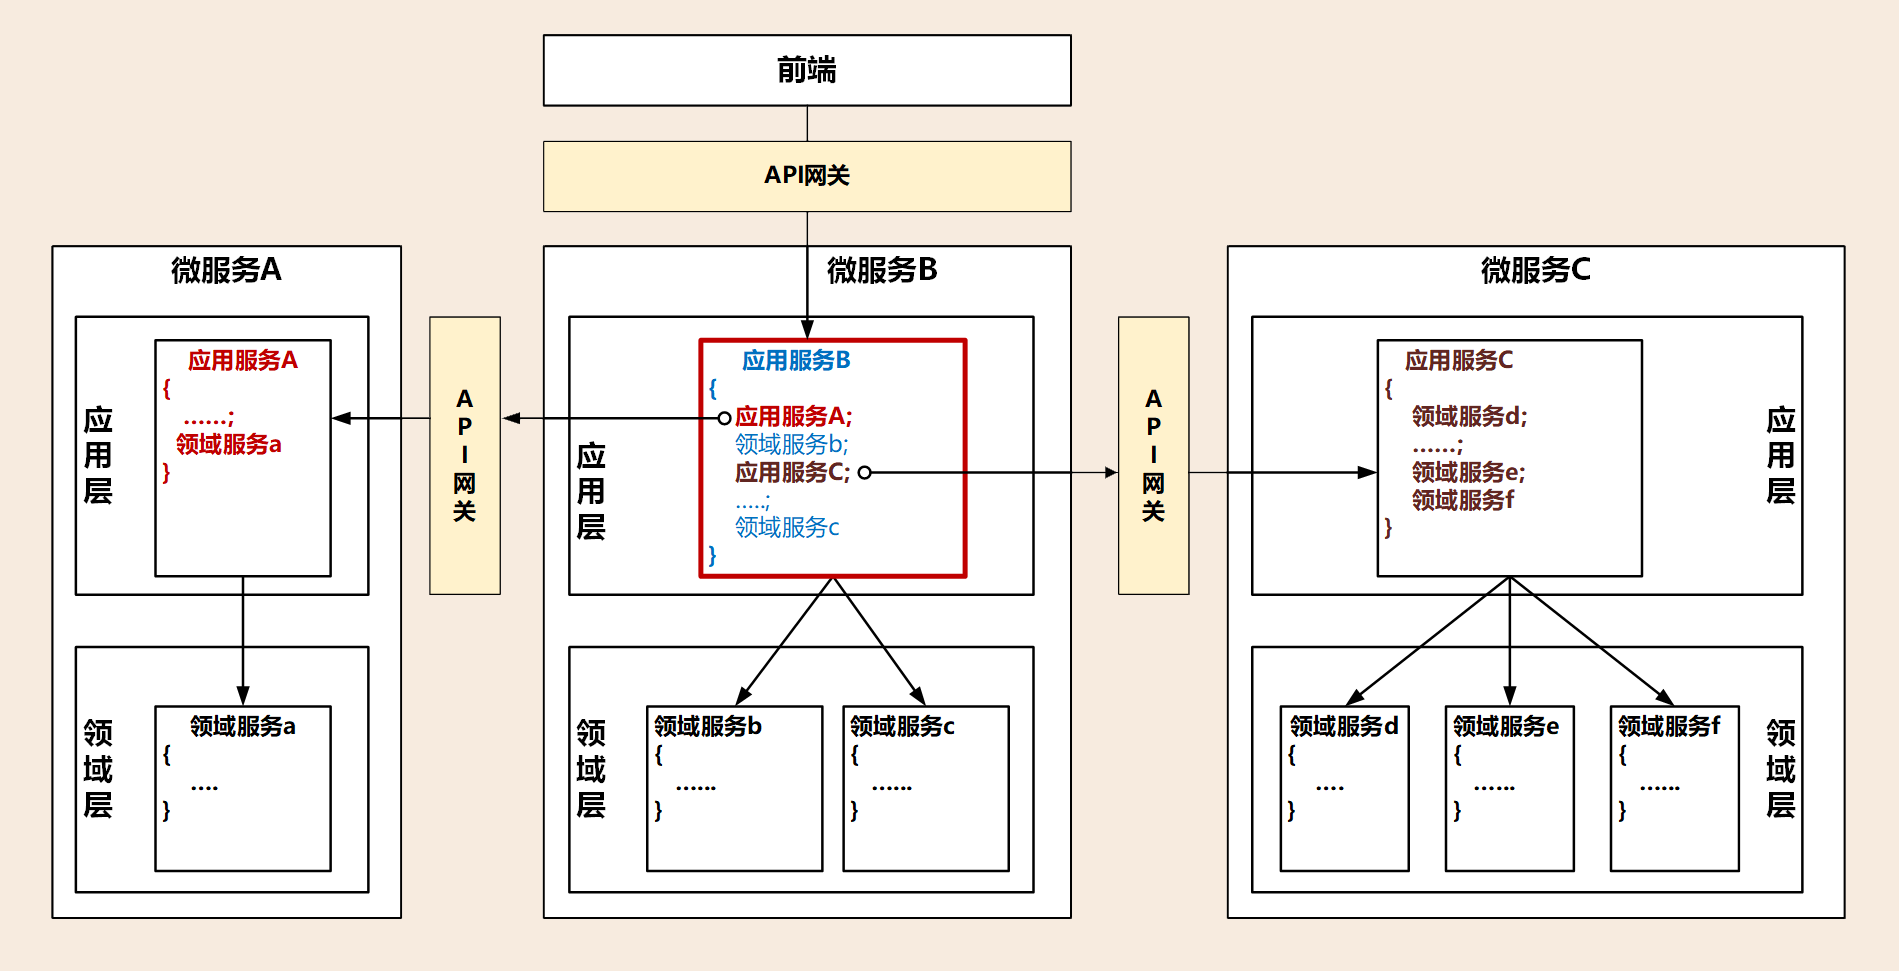 前端
API网关
微服务A
应用层
应用服务A
{
......;
领域服务a
}
领域层
领域服务a
{
....
}
API网关
微服务B
应用层
应用服务B
{
应用服务A;
领域服务b;
应用服务C;
.....;
领域服务c
}
领域层
领域服务b
{
......
}
领域服务c
{
......
}
API网关
微服务C
应用服务C
{
领域服务d;
......;
领域服务e;
领域服务f
}
应用层
领域服务d
{
....
}
领域服务e
{
......
}
领域服务f
{
......
}
领域层